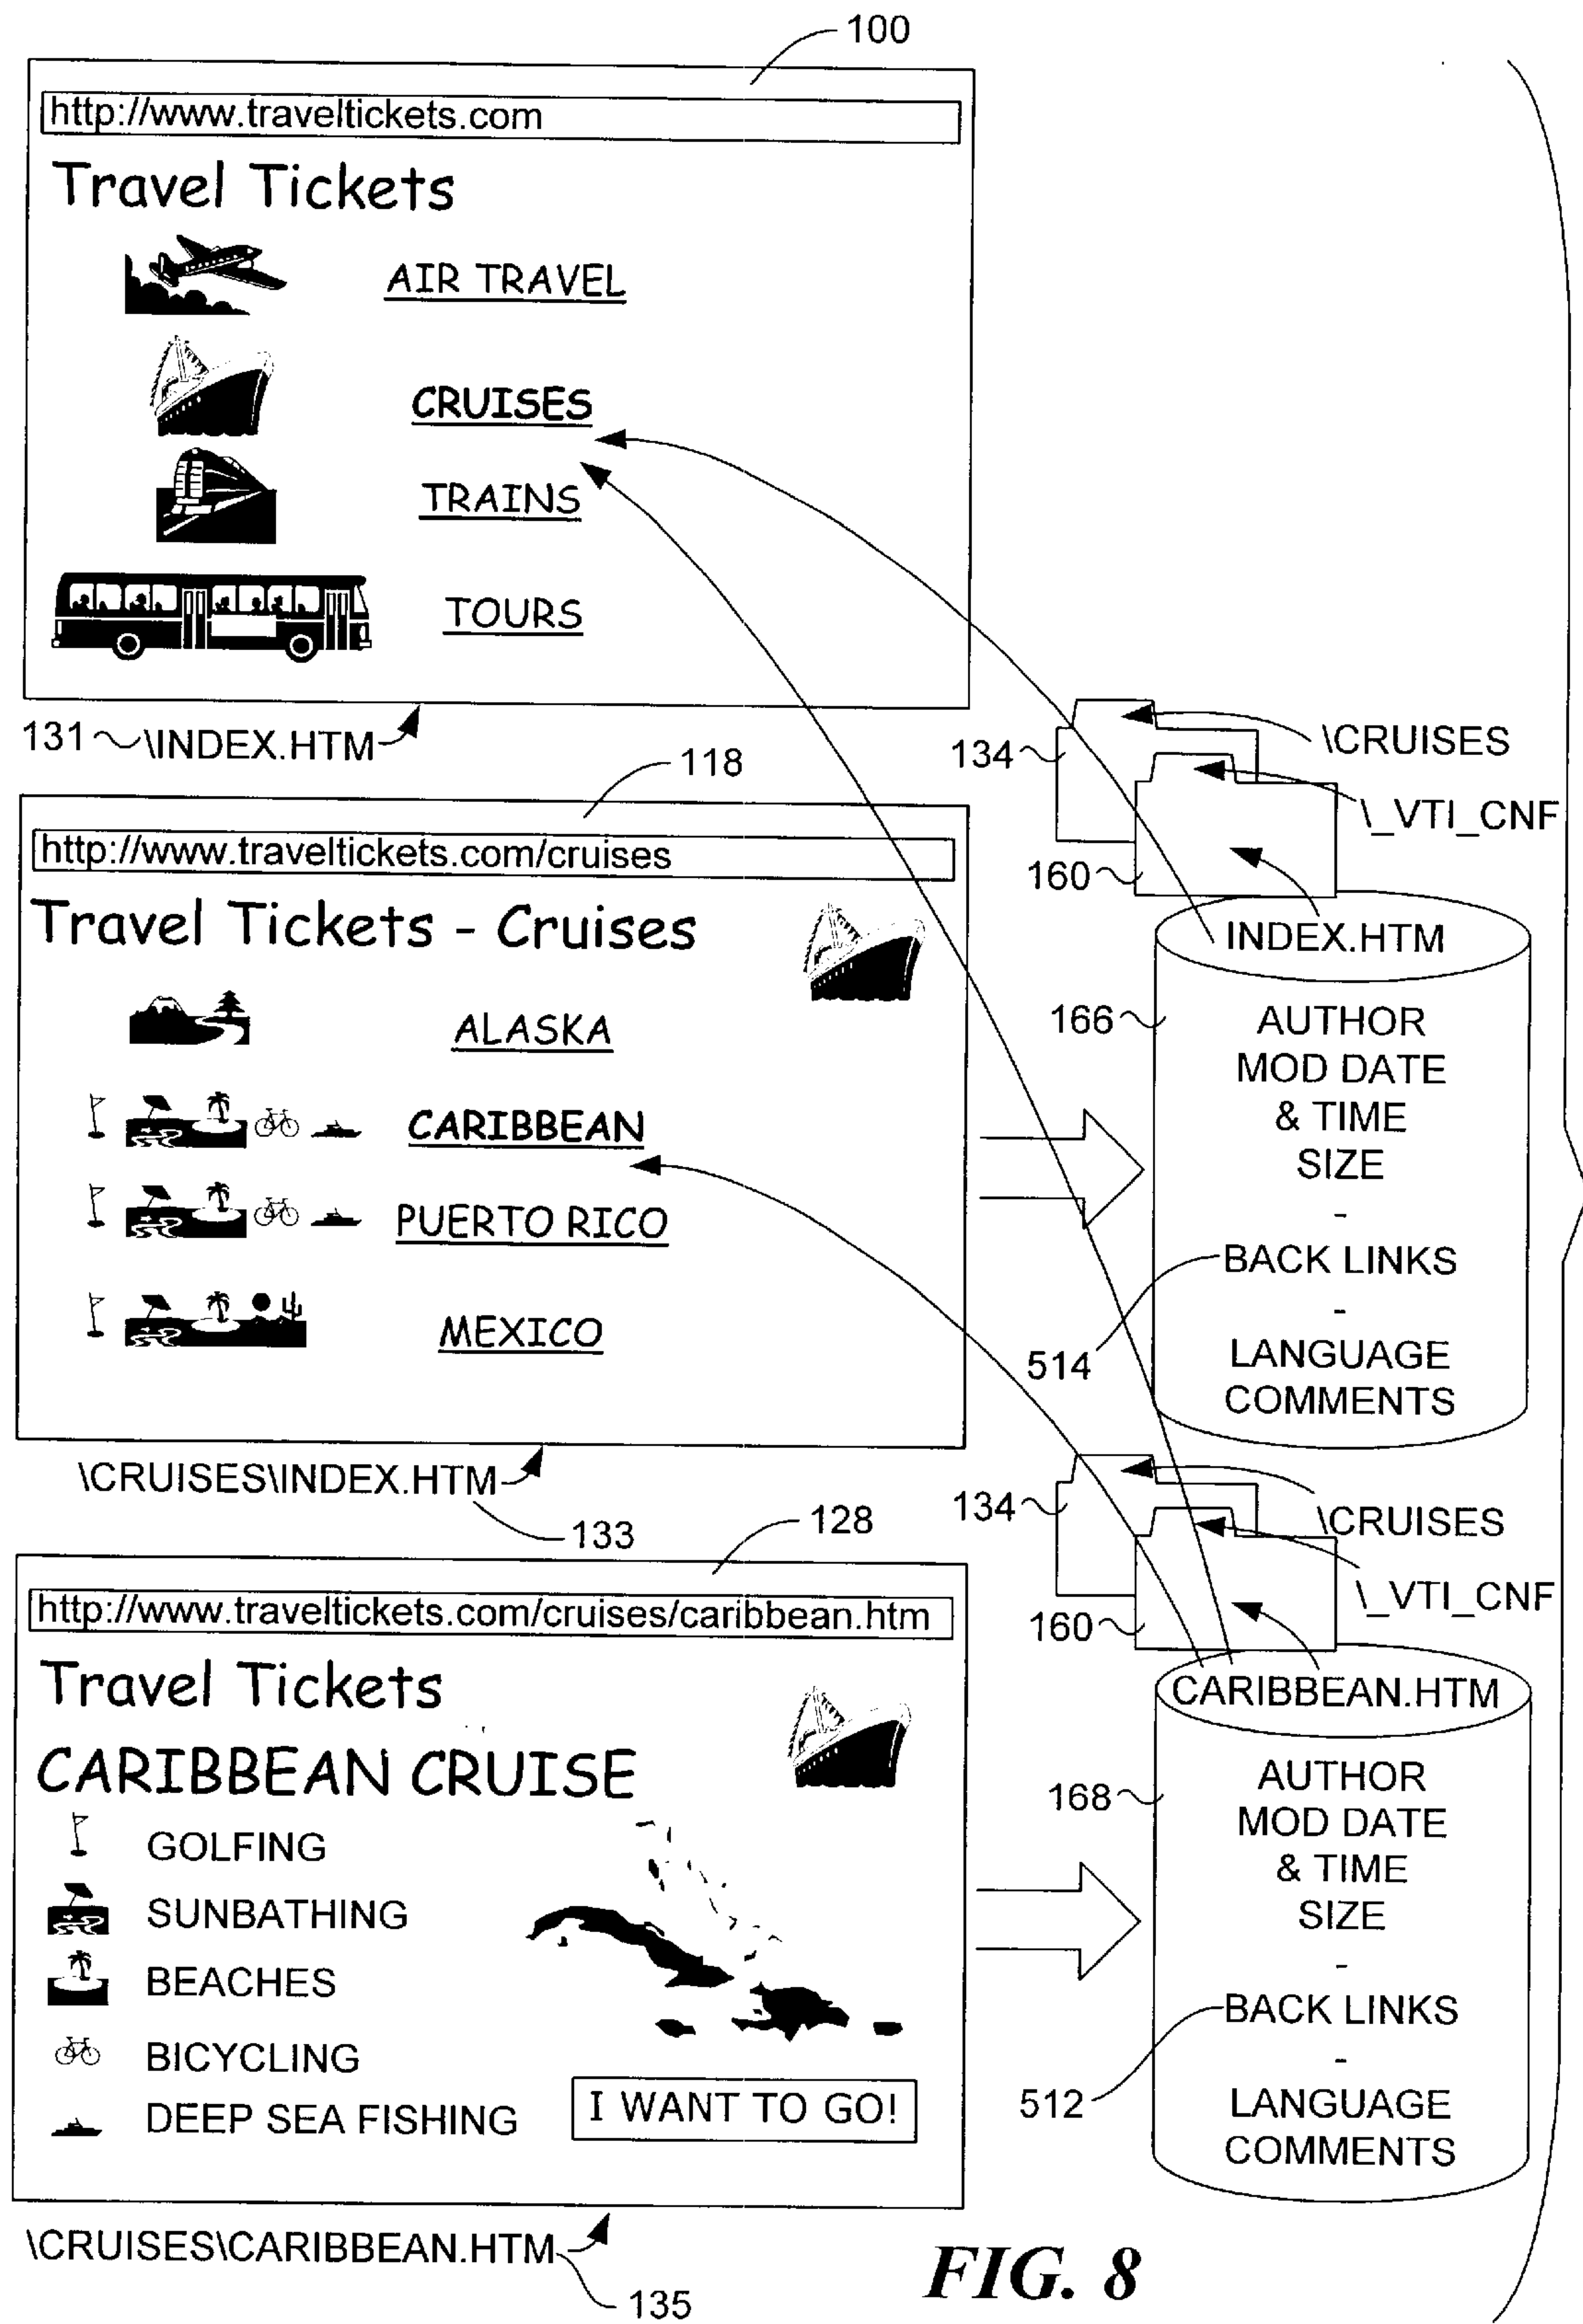 100
http://www.traveltickets.com
Travel Tickets
AIR TRAVEL
CRUISES
TRAINS
TOURS
131 \INDEX.HTM
118
http://www.traveltickets.com/cruises
Travel Tickets - Cruises
ALASKA
CARIBBEAN
PUERTO RICO
MEXICO
\CRUISES\INDEX.HTM
133
134
\CRUISES
\_VTI_CNF
160
INDEX.HTM
166
AUTHOR
MOD DATE
& TIME
SIZE
-
BACK LINKS
-
514
LANGUAGE
COMMENTS
128
http://www.traveltickets.com/cruises/caribbean.htm
Travel Tickets
CARIBBEAN CRUISE
GOLFING
SUNBATHING
BEACHES
BICYCLING
DEEP SEA FISHING
I WANT TO GO!
\CRUISES\CARIBBEAN.HTM
135
134
\CRUISES
\_VTI_CNF
160
CARIBBEAN.HTM
168
AUTHOR
MOD DATE
& TIME
SIZE
-
BACK LINKS
-
512
LANGUAGE
COMMENTS
FIG. 8